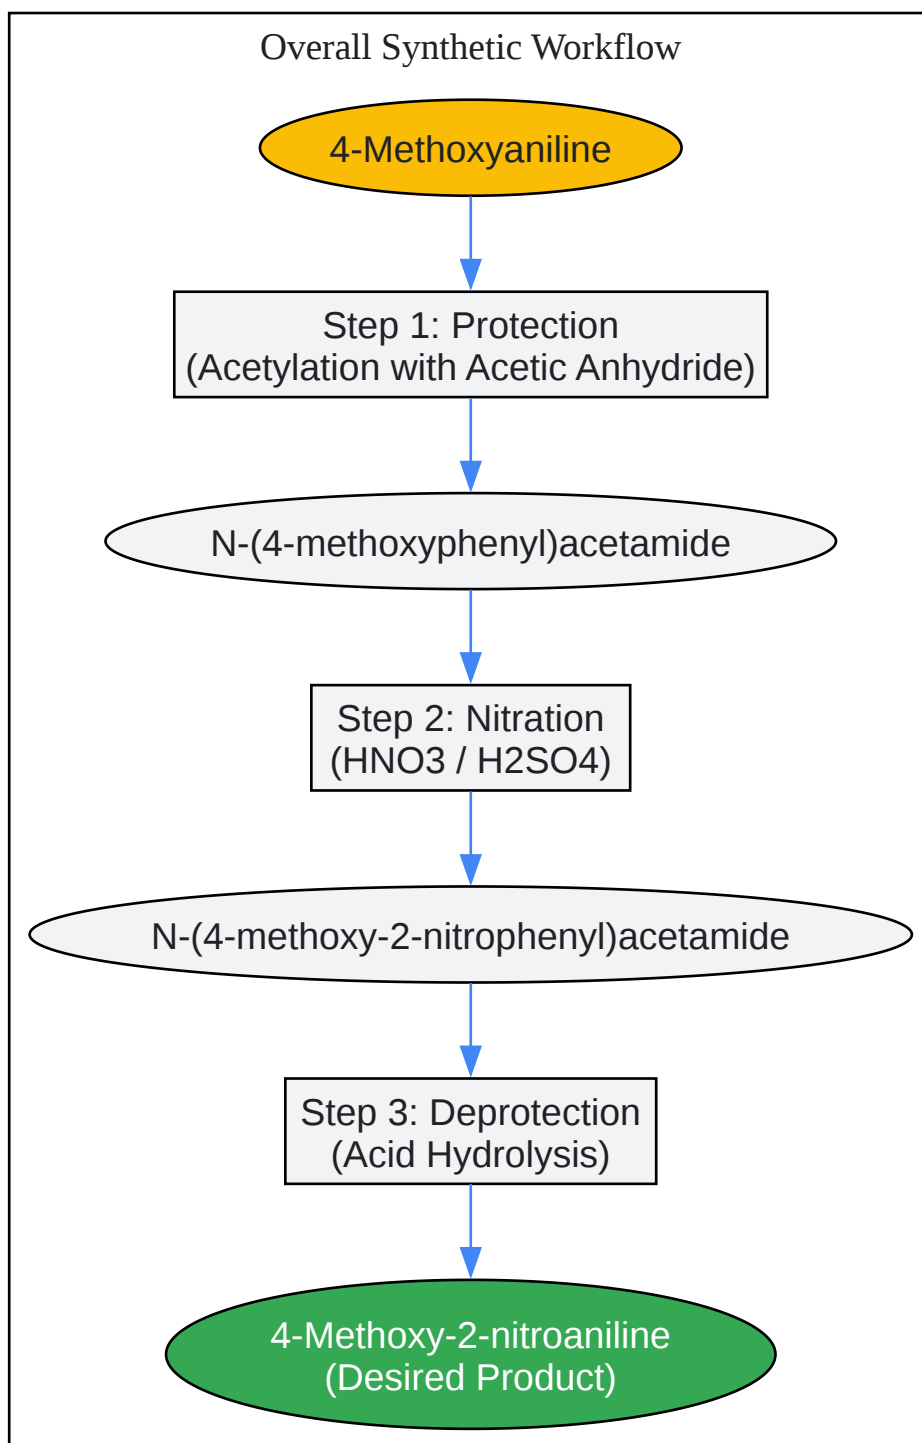 Overall Synthetic Workflow
4-Methoxyaniline
Step 1: Protection
(Acetylation with Acetic Anhydride)
N-(4-methoxyphenyl)acetamide
Step 2: Nitration
(HNO3 / H2SO4)
N-(4-methoxy-2-nitrophenyl)acetamide
Step 3: Deprotection
(Acid Hydrolysis)
4-Methoxy-2-nitroaniline
(Desired Product)